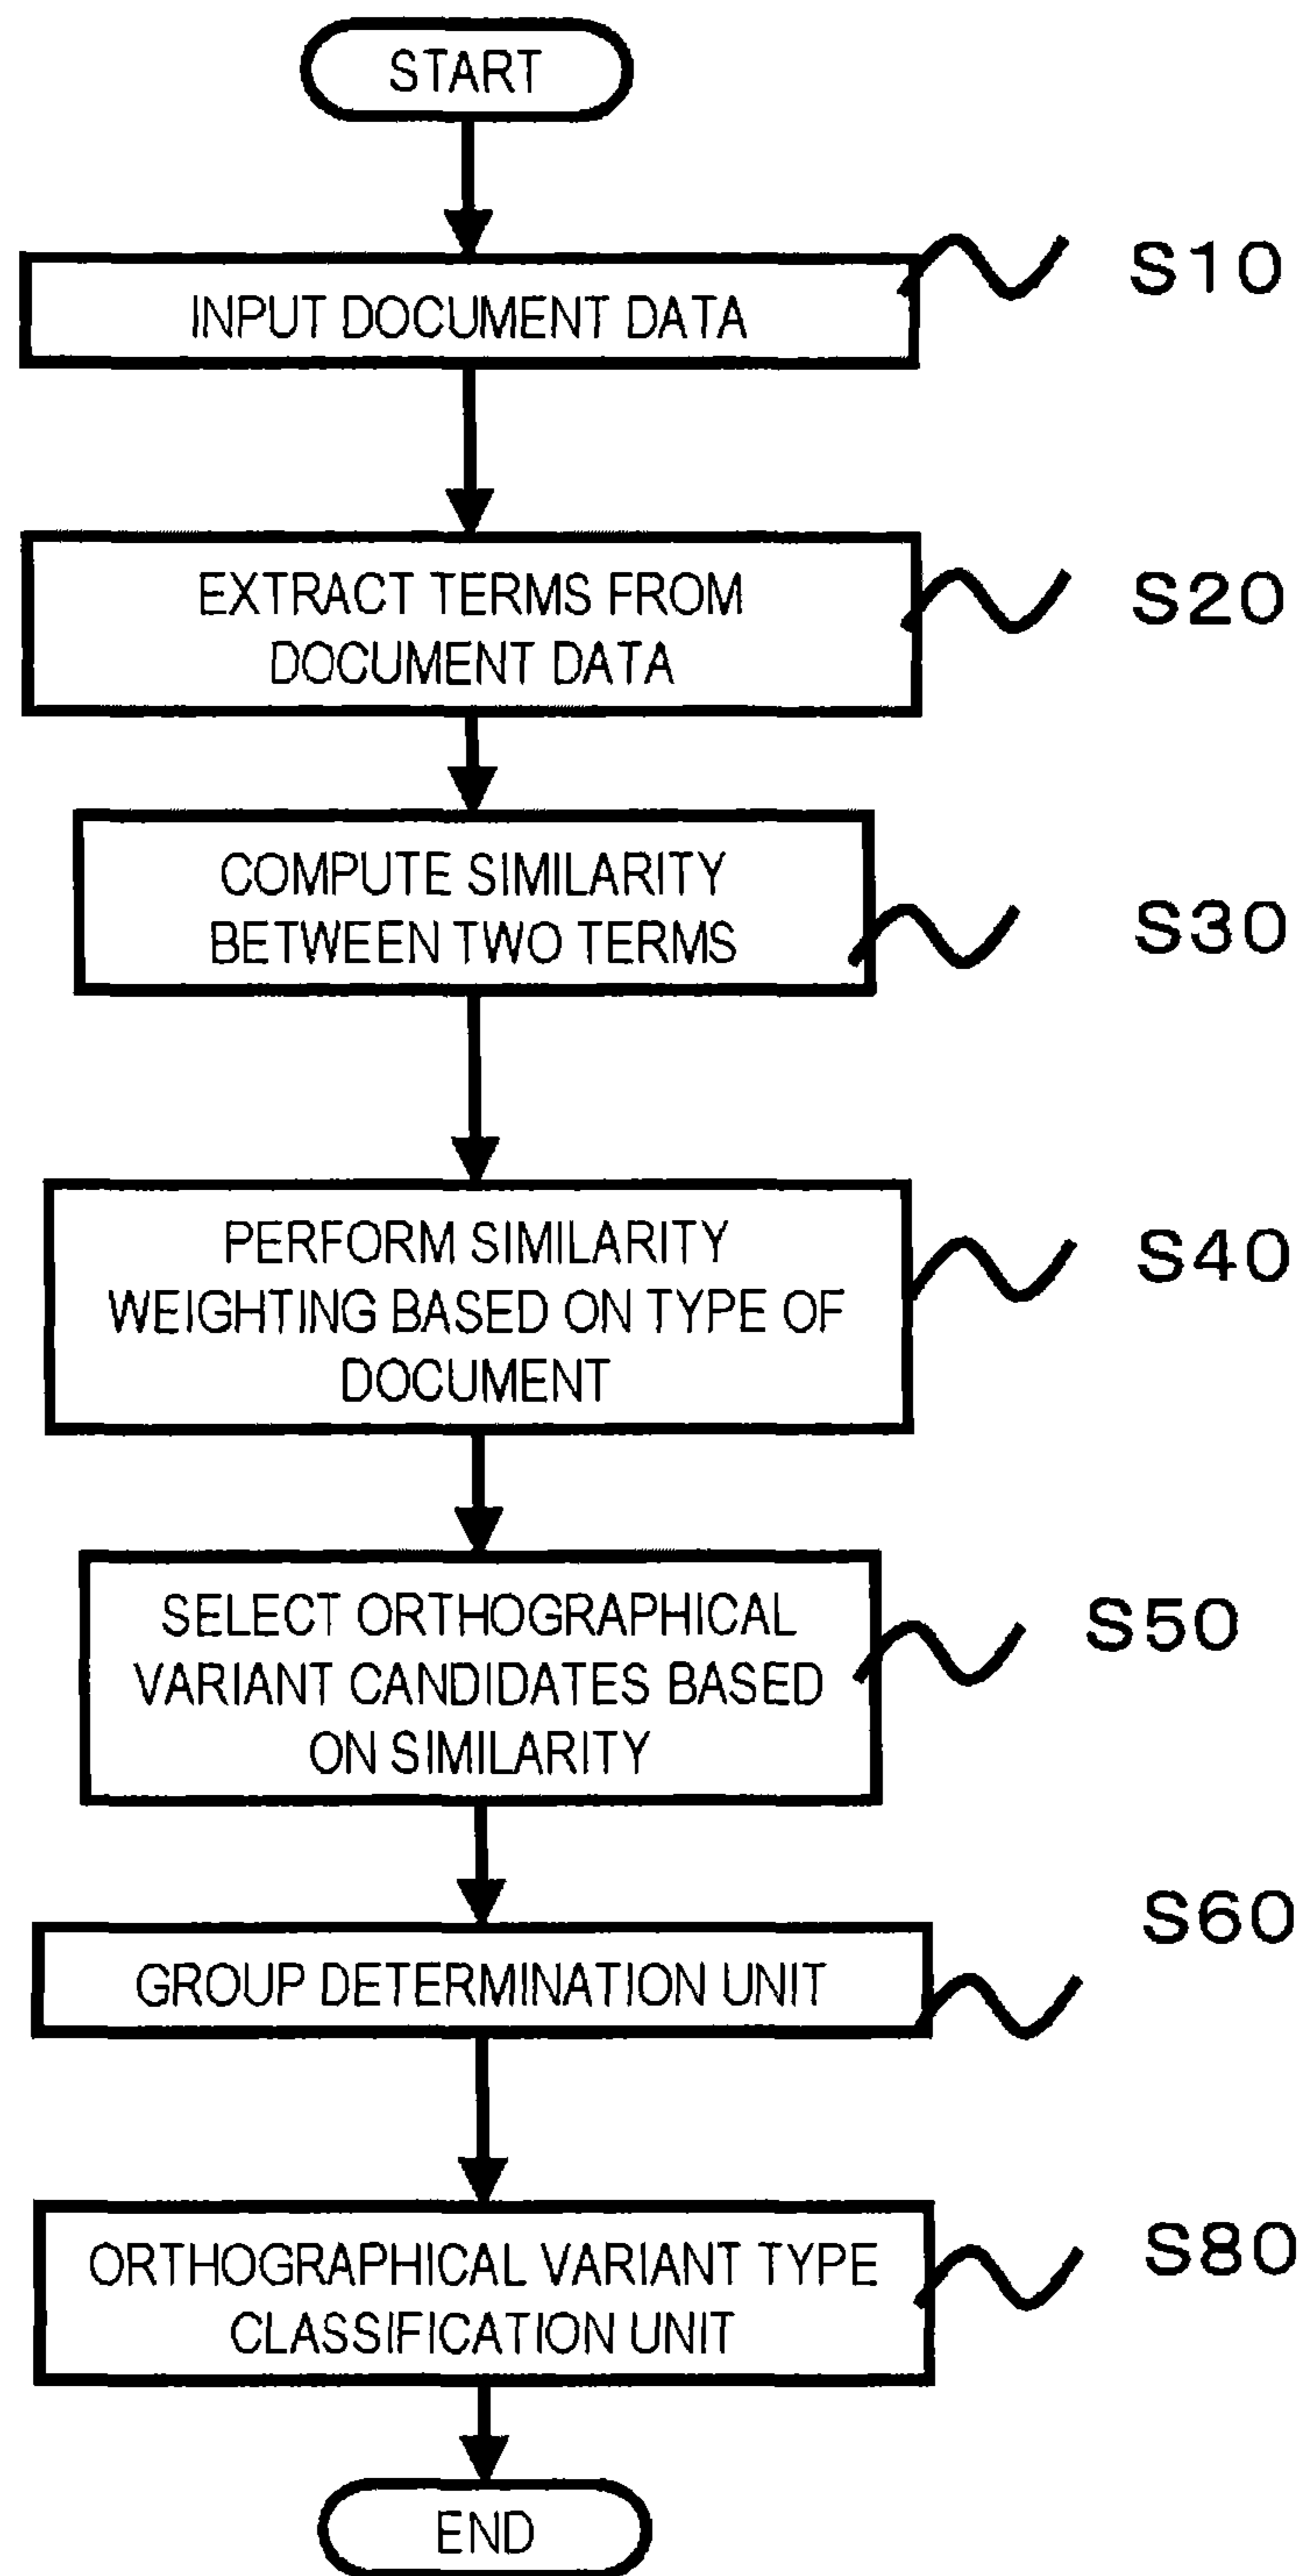 START
INPUT DOCUMENT DATA
S10
EXTRACT TERMS FROM
DOCUMENT DATA
S20
COMPUTE SIMILARITY
BETWEEN TWO TERMS
S30
PERFORM SIMILARITY
WEIGHTING BASED ON TYPE OF
DOCUMENT
S40
SELECT ORTHOGRAPHICAL
VARIANT CANDIDATES BASED
ON SIMILARITY
S50
GROUP DETERMINATION UNIT
S60
ORTHOGRAPHICAL VARIANT TYPE
CLASSIFICATION UNIT
S80
END